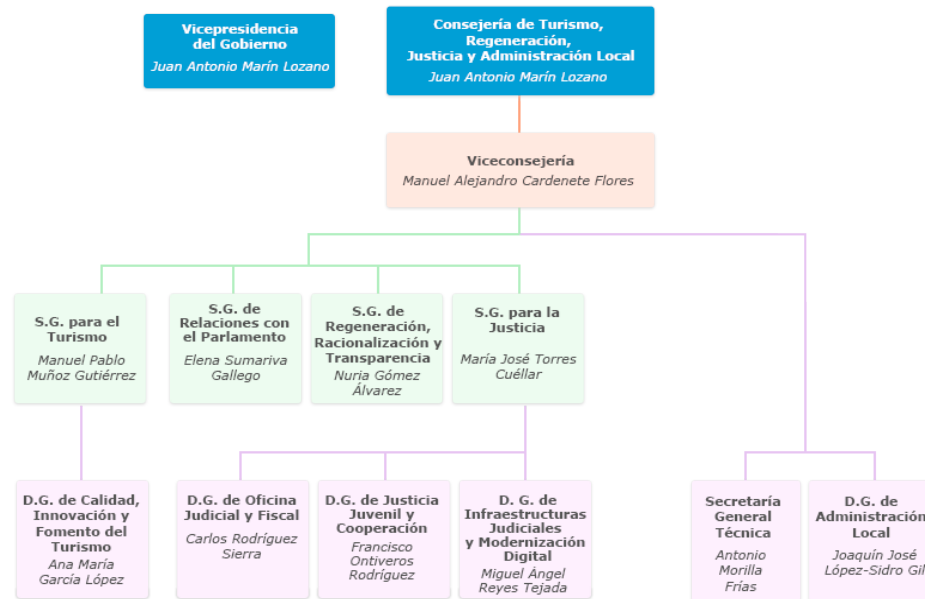 Vicepresidencia
del Gobierno
Juan Antonio Marín Lozano
Consejería de Turismo,
Regeneración,
Justicia y Administración Local
Juan Antonio Marín Lozano
Viceconsejería
Manuel Alejandro Cardenete Flores
S.G. para el
Turismo
Manuel Pablo
Muñoz Gutiérrez
S.G. de
Relaciones con
el Parlamento
Elena Sumariva
Gallego
S.G. de
Regeneración,
Racionalización y
Transparencia
Nuria Gómez
Álvarez
S.G. para la
Justicia
María José Torres
Cuéllar
D.G. de Calidad,
Innovación y
Fomento del
Turismo
Ana María
García López
D.G. de Oficina
Judicial y Fiscal
Carlos Rodríguez
Sierra
D.G. de Justicia
Juvenil y
Cooperación
Francisco
Ontiveros
Rodríguez
D. G. de
Infraestructuras
Judiciales
y Modernización
Digital
Miguel Ángel
Reyes Tejada
Secretaría
General
Técnica
Antonio
Morilla
Frías
D.G. de
Administración
Local
Joaquín José
López-Sidro Gil